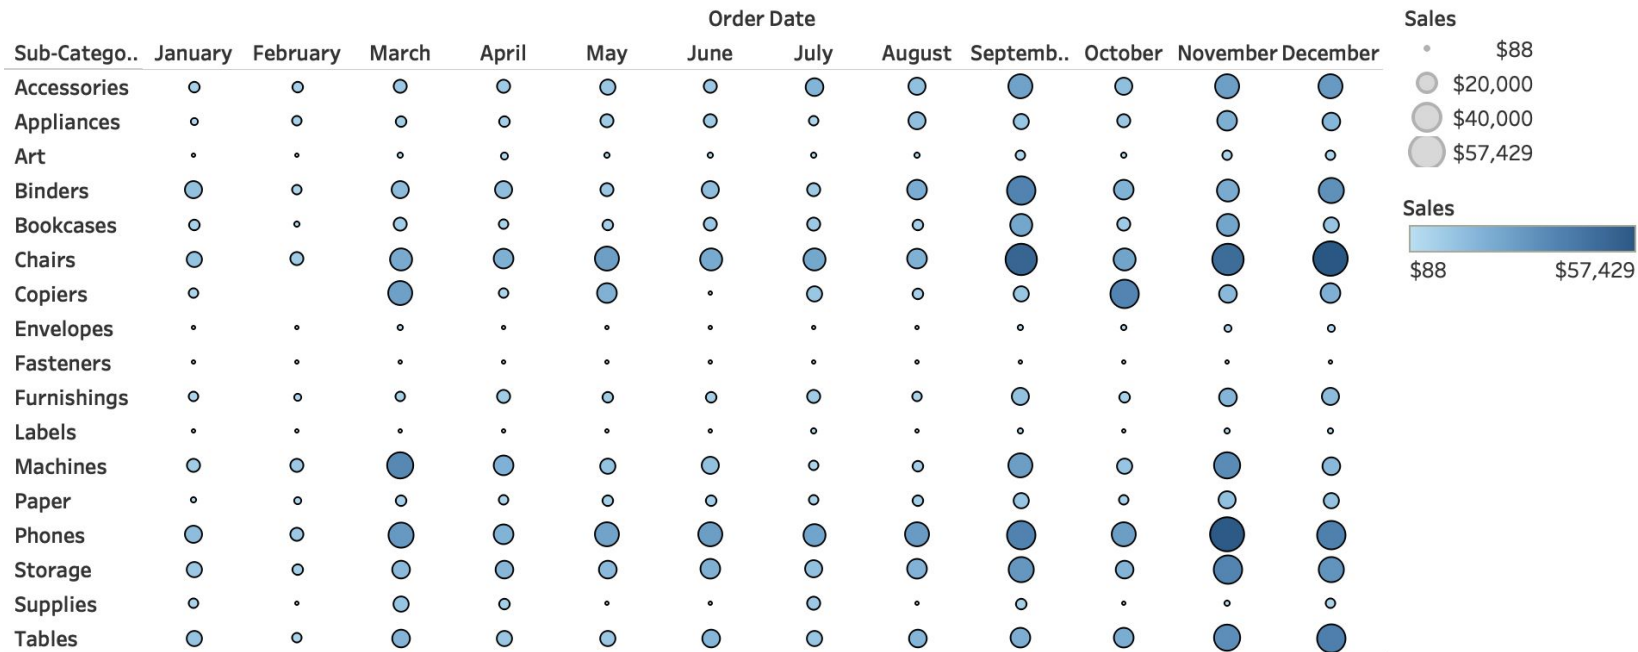 Order Date
Sub-Catego.. January February March April May June July August Septemb.. October November December
Accessories
Appliances
Art
Binders
Bookcases
Chairs
Copiers
Envelopes
Fasteners
Furnishings
Labels
Machines
Paper
Phones
Storage
Supplies
Tables
Sales
$88
$20,000
$40,000
$57,429
Sales
$88 $57,429